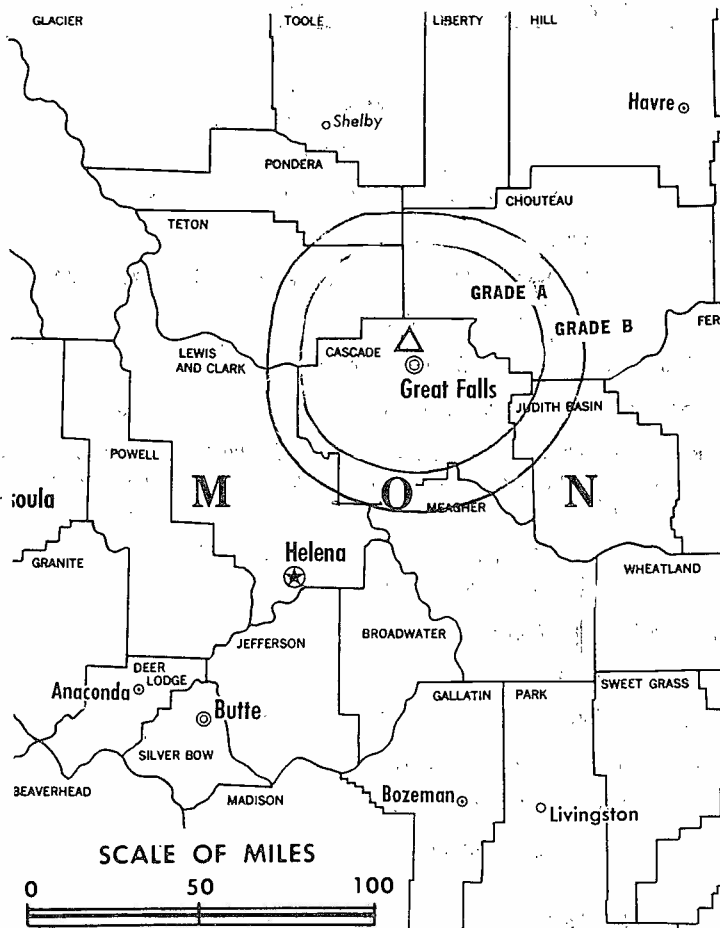 GLACIER
TOOLE
LIBERTY
HILL
Havre
Shelby
PONDERA
CHOUTEAU
TETON
GRADE A
GRADE B
FER
LEWIS
AND CLARK
CASCADE
Great Falls
JUDITH BASIN
POWELL
M O N
soula
MEAGHER
GRANITE
Helena
WHEATLAND
JEFFERSON
BROADWATER
DEER
LODGE
Anaconda
GALLATIN
PARK
SWEET GRASS
Butte
SILVER BOW
BEAVERHEAD
MADISON
Bozeman
Livingston
SCALE OF MILES
0 50 100